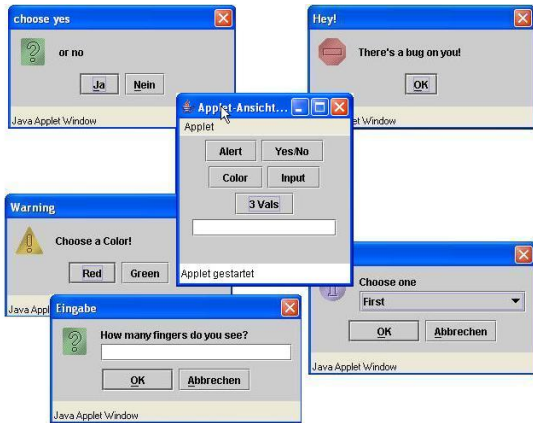 choose yes
or no
Ja Nein
Java Applet Window
Hey!
There's a bug on you!
OK
et Window
Applet-Ansicht...
Applet
Alert Yes/No
Color Input
3 Vals
Applet gestartet
Warning
Choose a Color!
Red Green
Java Appl
Choose one
First
OK Abbrechen
Java Applet Window
Eingabe
How many fingers do you see?
OK Abbrechen
Java Applet Window